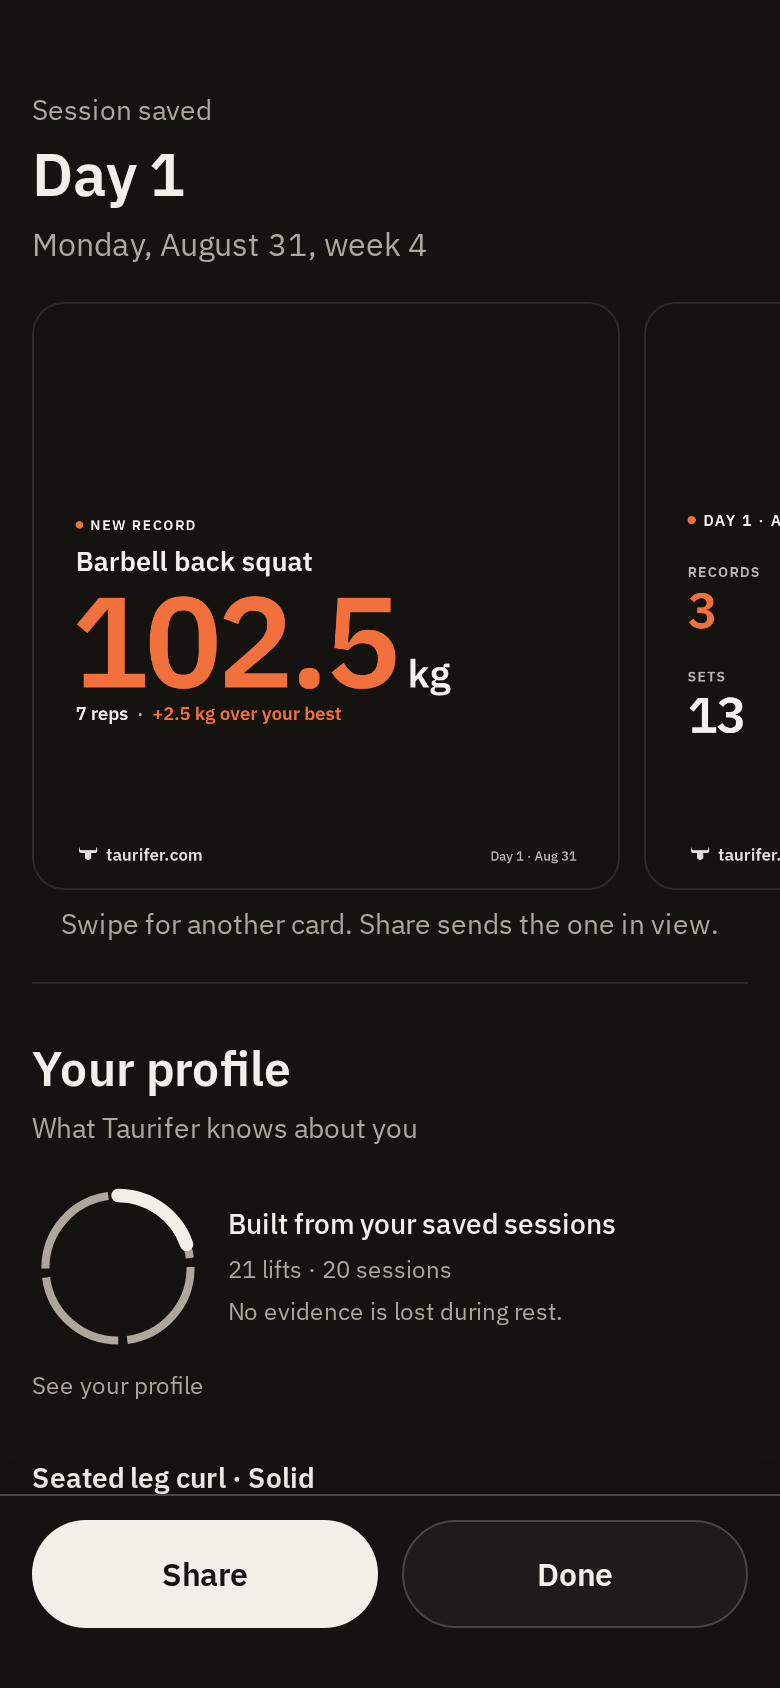 Session saved
Day 1
Monday, August 31, week 4
NEW RECORD
Barbell back squat
102.5 kg
7 reps · +2.5 kg over your best
taurifer.com
Day 1 · Aug 31
DAY 1 ·
RECORDS
3
SETS
13
taurifer.
Swipe for another card. Share sends the one in view.
Your profile
What Taurifer knows about you
Built from your saved sessions
21 lifts · 20 sessions
No evidence is lost during rest.
See your profile
Seated leg curl · Solid
Share
Done